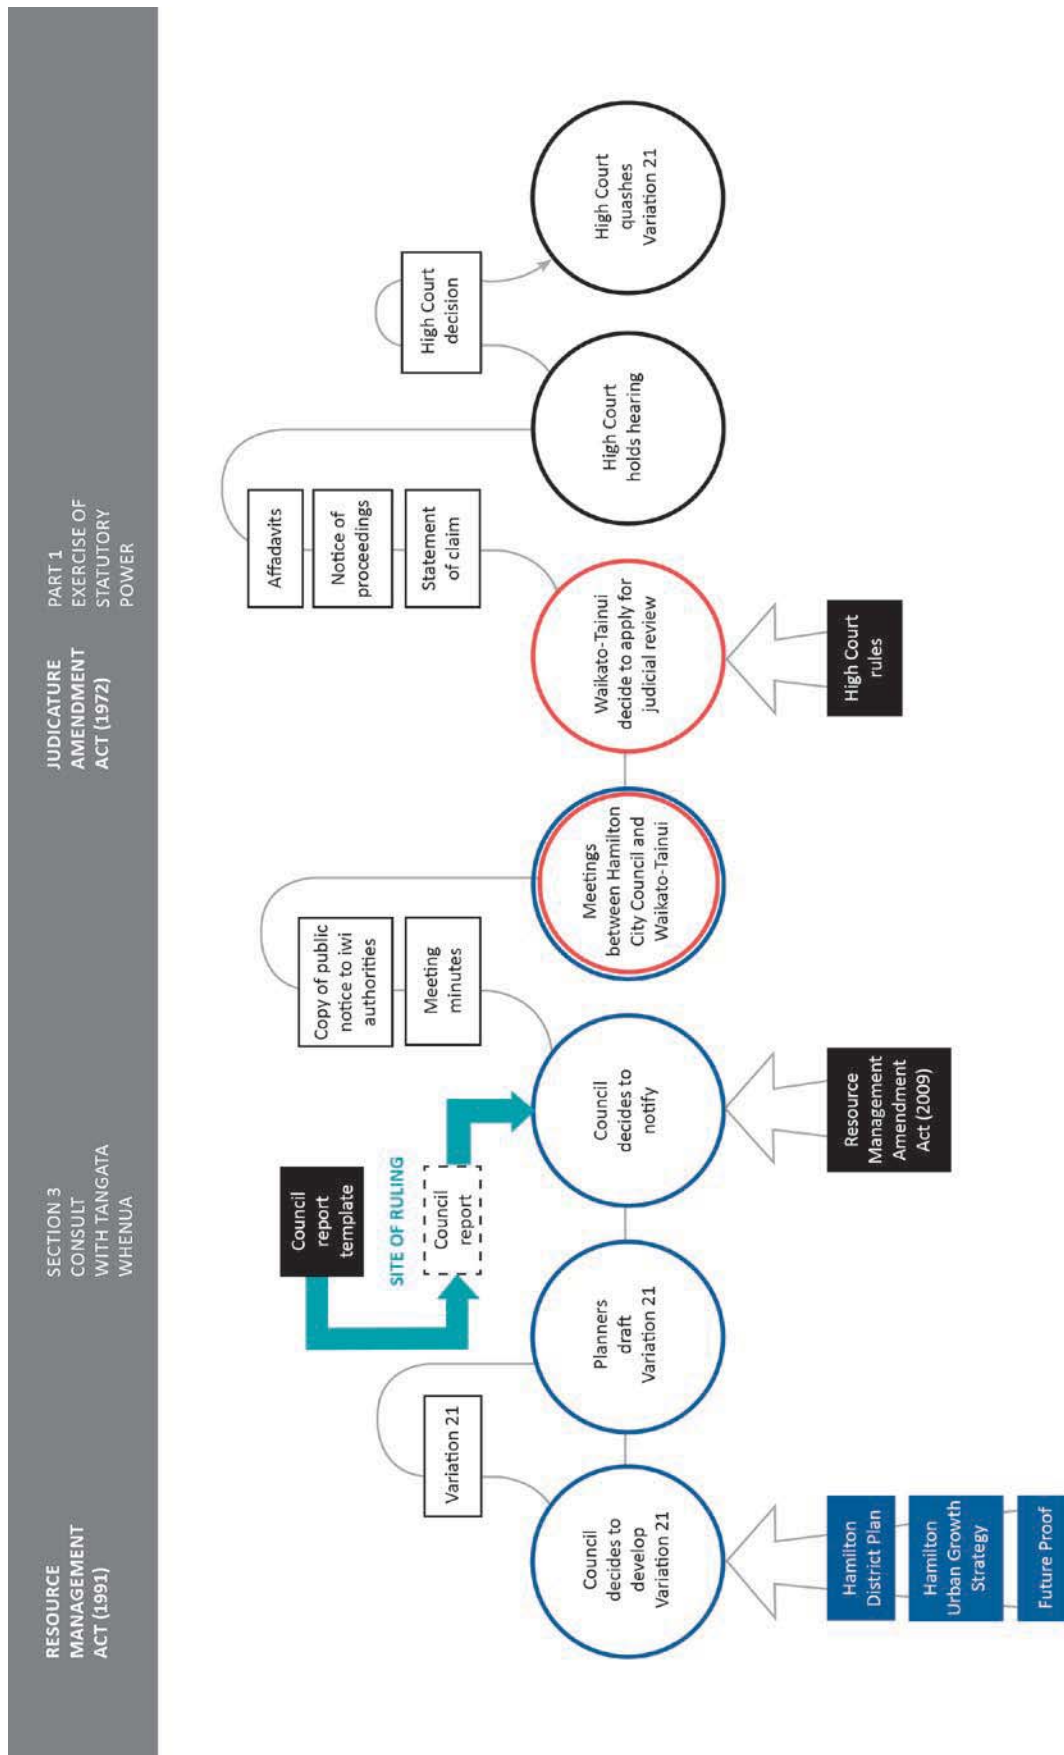 RESOURCE
MANAGEMENT
ACT (1991)
SECTION 3
CONSULT
WITH TANGATA
WHENUA
JUDICATURE
AMENDMENT
ACT (1972)
PART 1
EXERCISE OF
STATUTORY
POWER
Variation 21
Council
report
template
SITE OF RULING
Council
report
Copy of public
notice to iwi
authorities
Meeting
minutes
Affadavits
Notice of
proceedings
Statement
of claim
High Court
decision
Council
decides to
develop
Variation 21
Planners
draft
Variation 21
Council
decides to
notify
Meetings
between Hamilton
City Council and
Waikato-Tainui
Waikato-Tainui
decide to apply for
judicial review
High Court
holds hearing
High Court
quashes
Variation 21
Hamilton
District Plan
Hamilton
Urban Growth
Strategy
Future Proof
Resource
Management
Amendment
Act (2009)
High Court
rules